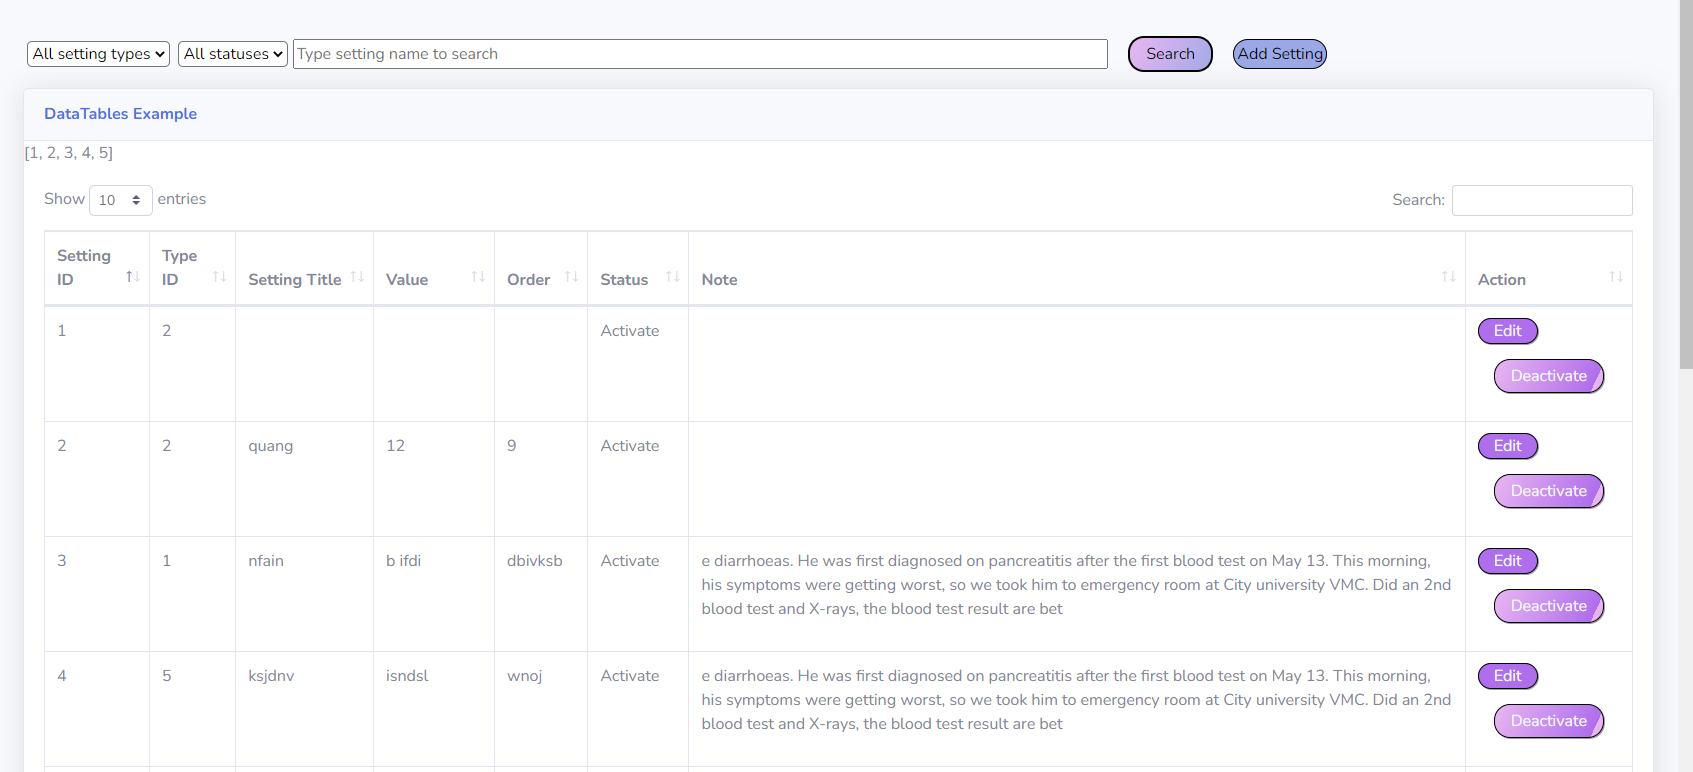 All setting types All statuses Type setting name to search Search Add Setting
DataTables Example
[1, 2, 3, 4, 5]
Show 10 entries Search:
Setting ID Type ID Setting Title Value Order Status Note Action
1 2 Activate Edit
Deactivate
2 2 quang 12 9 Activate Edit
Deactivate
3 1 nfain b ifdi dbivksb Activate e diarrhoeas. He was first diagnosed on pancreatitis after the first blood test on May 13. This morning, Edit
his symptoms were getting worst, so we took him to emergency room at City university VMC. Did an 2nd
blood test and X-rays, the blood test result are bet Deactivate
4 5 ksjdnv isndsl wnoj Activate e diarrhoeas. He was first diagnosed on pancreatitis after the first blood test on May 13. This morning, Edit
his symptoms were getting worst, so we took him to emergency room at City university VMC. Did an 2nd
blood test and X-rays, the blood test result are bet Deactivate